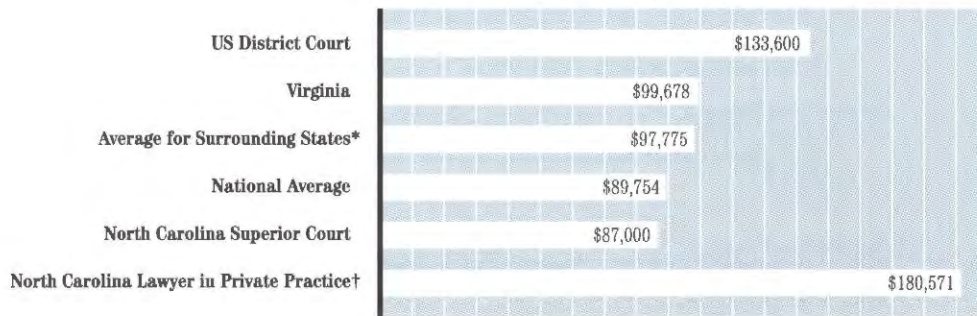 US District Court $133,600
Virginia $99,678
Average for Surrounding States* $97,775
National Average $89,754
North Carolina Superior Court $87,000
North Carolina Lawyer in Private Practice† $180,571